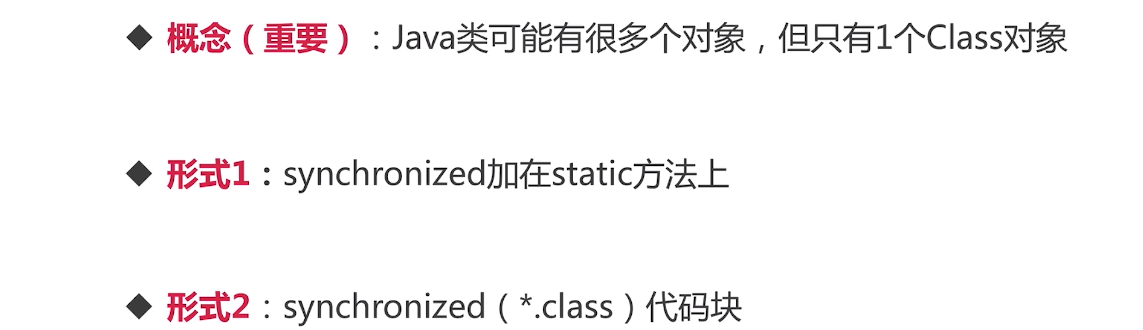 ◆ 概念（重要）：Java类可能有很多个对象，但只有1个Class对象
◆ 形式1：synchronized加在static方法上
◆ 形式2：synchronized（*.class）代码块